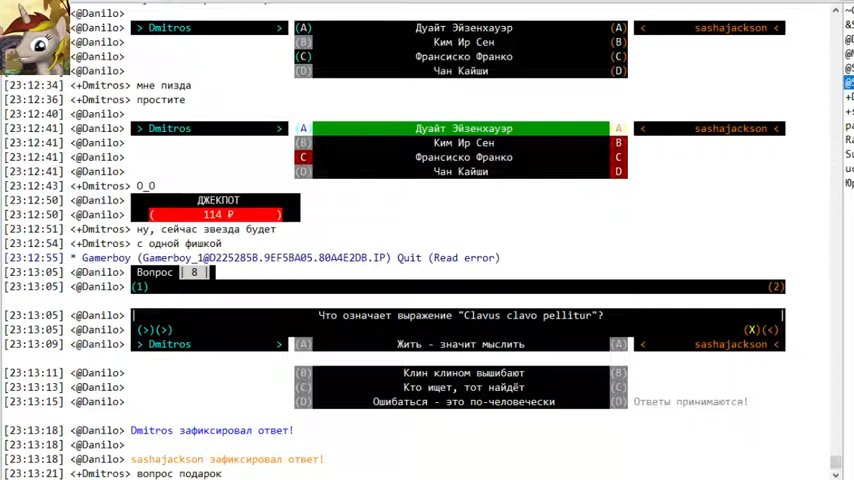 <@Danilo>
<@Danilo> > Dmitros > (A) Дуайт Эйзенхауэр (A) < sashajackson <
<@Danilo> (B) Ким Ир Сен (B)
<@Danilo> (C) Франсиско Франко (C)
<@Danilo> (D) Чан Кайши (D)
[23:12:34] <+Dmitros> мне пизда
[23:12:36] <+Dmitros> простите
[23:12:40] <@Danilo>
[23:12:41] <@Danilo> > Dmitros > (A Дуайт Эйзенхауэр A) < sashajackson <
[23:12:41] <@Danilo> (B) Ким Ир Сен B
[23:12:41] <@Danilo> C Франсиско Франко C
[23:12:41] <@Danilo> (D) Чан Кайши D
[23:12:43] <+Dmitros> O_O
[23:12:50] <@Danilo> ДЖЕКПОТ
[23:12:50] <@Danilo> ( 114 ₽ )
[23:12:51] <+Dmitros> ну, сейчас звезда будет
[23:12:54] <+Dmitros> с одной фишкой
[23:12:55] * Gamerboy (Gamerboy_1@D225285B.9EF5BA05.80A4E2DB.IP) Quit (Read error)
[23:13:05] <@Danilo> Вопрос | 8 |
[23:13:05] <@Danilo> (1) (2)
[23:13:05] <@Danilo> | Что означает выражение "Clavus clavo pellitur"? |
[23:13:05] <@Danilo> (>)(>) (X)(<)
[23:13:09] <@Danilo> > Dmitros > (A) Жить - значит мыслить (A) < sashajackson <
[23:13:11] <@Danilo> (B) Клин клином вышибают (B)
[23:13:13] <@Danilo> (C) Кто ищет, тот найдёт (C)
[23:13:15] <@Danilo> (D) Ошибаться - это по-человечески (D) Ответы принимаются!
[23:13:18] <@Danilo> Dmitros зафиксировал ответ!
[23:13:18] <@Danilo>
[23:13:18] <@Danilo> sashajackson зафиксировал ответ!
[23:13:21] <+Dmitros> вопрос подарок